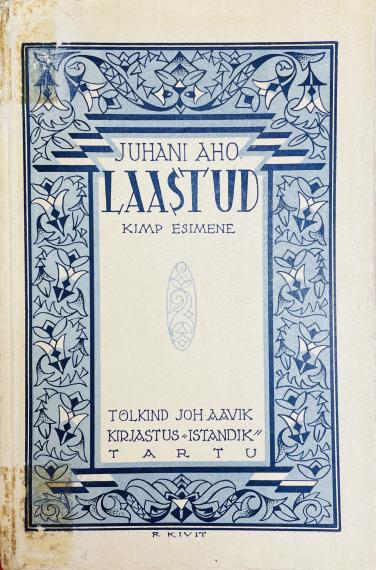 JUHANI AHO.
LAASTUD
KIMP ESIMENE
TÕLKIND JOH. AAVIK
KIRJASTUS „ISTANDIK”
TARTU
R. KIVIT